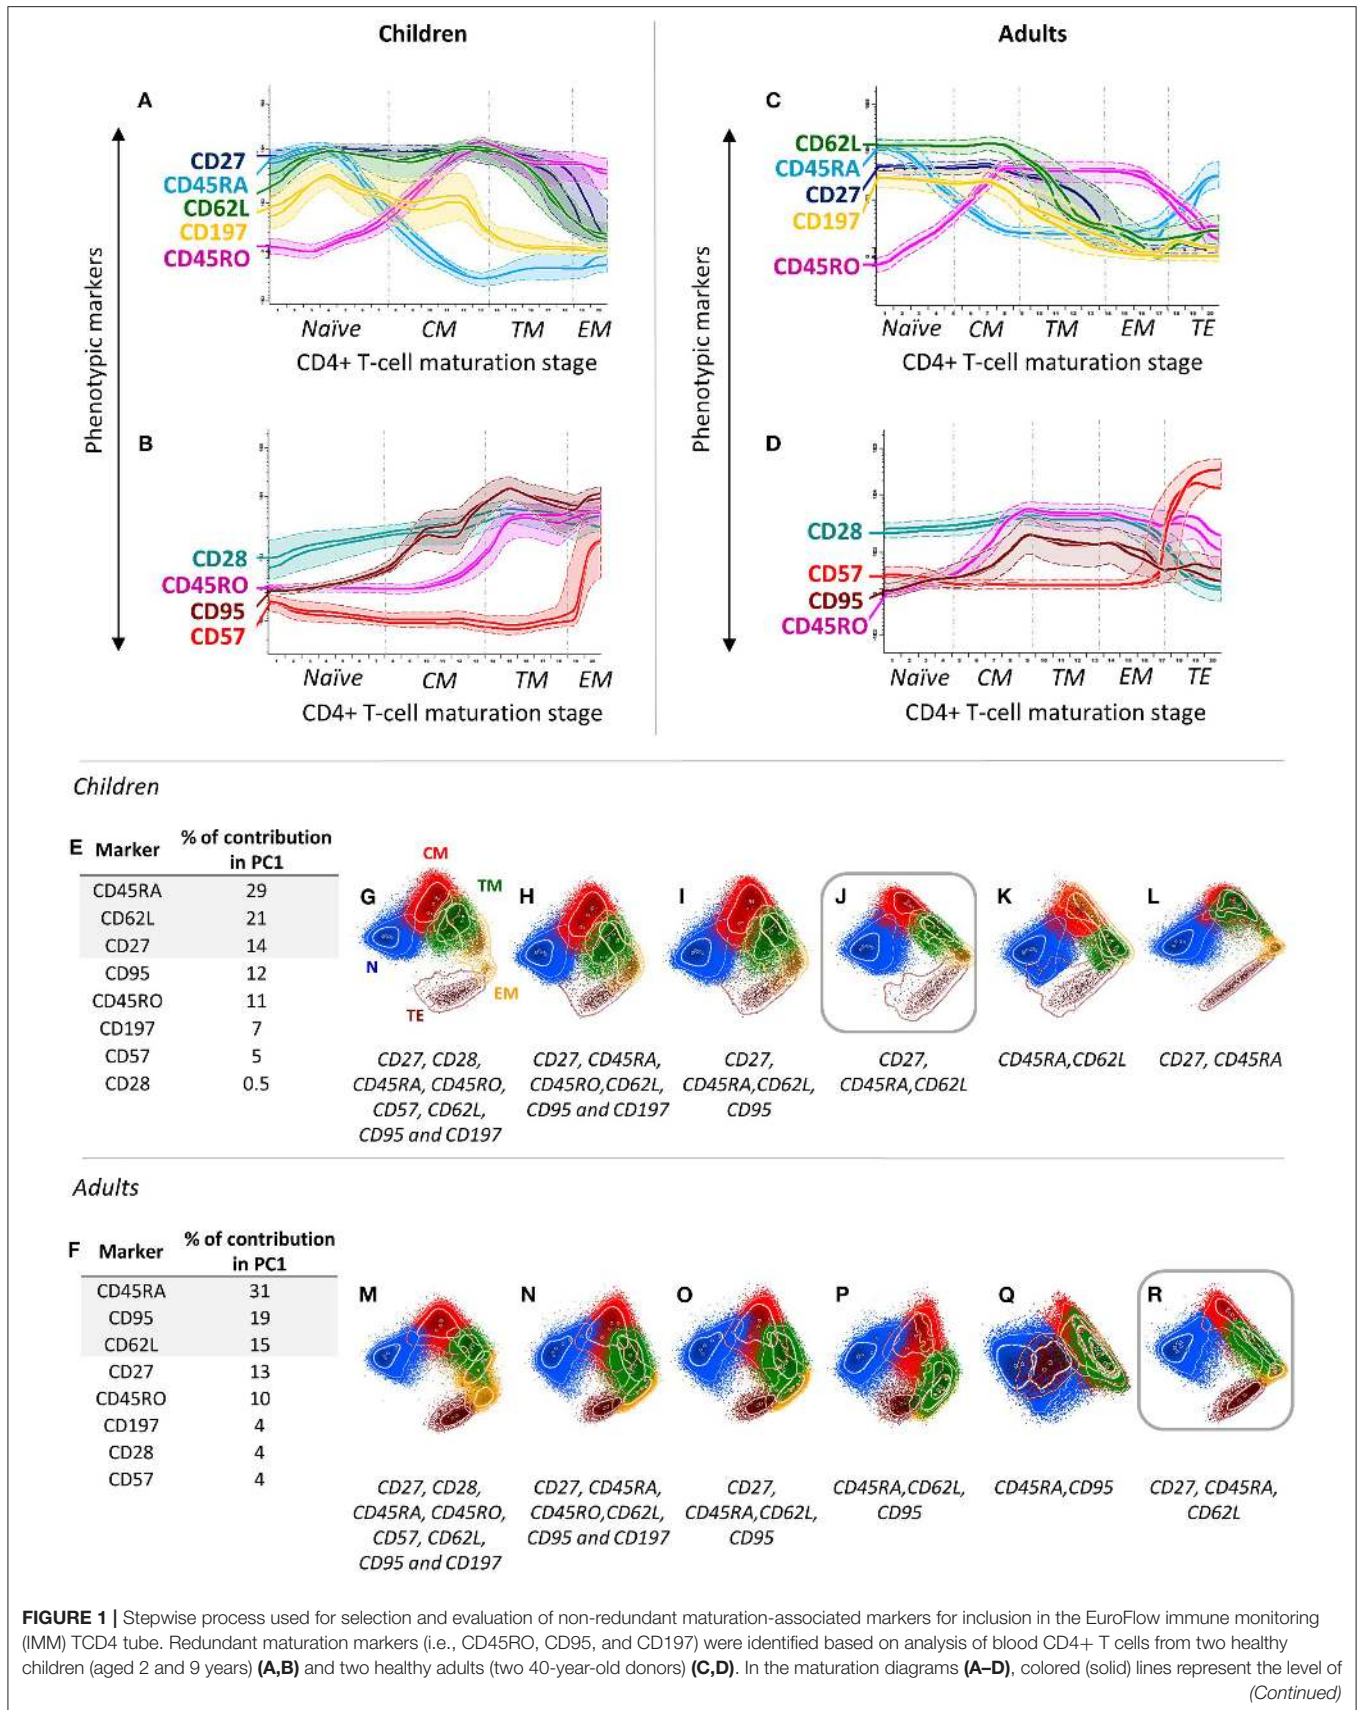 Children
Adults
A
CD27
CD45RA
CD62L
CD197
CD45RO
Naïve CM TM EM
CD4+ T-cell maturation stage
Phenotypic markers
B
CD28
CD45RO
CD95
CD57
Naïve CM TM EM
CD4+ T-cell maturation stage
C
CD62L
CD45RA
CD27
CD197
CD45RO
Naïve CM TM EM TE
CD4+ T-cell maturation stage
Phenotypic markers
D
CD28
CD57
CD95
CD45RO
Naïve CM TM EM TE
CD4+ T-cell maturation stage
Children
E Marker % of contribution
in PC1
CD45RA 29
CD62L 21
CD27 14
CD95 12
CD45RO 11
CD197 7
CD57 5
CD28 0.5
G
CM
TM
N
EM
TE
CD27, CD28,
CD45RA, CD45RO,
CD57, CD62L,
CD95 and CD197
H
CD27, CD45RA,
CD45RO,CD62L,
CD95 and CD197
I
CD27,
CD45RA,CD62L,
CD95
J
CD27,
CD45RA,CD62L
K
CD45RA,CD62L
L
CD27, CD45RA
Adults
F Marker % of contribution
in PC1
CD45RA 31
CD95 19
CD62L 15
CD27 13
CD45RO 10
CD197 4
CD28 4
CD57 4
M
CD27, CD28,
CD45RA, CD45RO,
CD57, CD62L,
CD95 and CD197
N
CD27, CD45RA,
CD45RO,CD62L,
CD95 and CD197
O
CD27,
CD45RA,CD62L,
CD95
P
CD45RA,CD62L,
CD95
Q
CD45RA,CD95
R
CD27, CD45RA,
CD62L
FIGURE 1 | Stepwise process used for selection and evaluation of non-redundant maturation-associated markers for inclusion in the EuroFlow immune monitoring
(IMM) TCD4 tube. Redundant maturation markers (i.e., CD45RO, CD95, and CD197) were identified based on analysis of blood CD4+ T cells from two healthy
children (aged 2 and 9 years) (A,B) and two healthy adults (two 40-year-old donors) (C,D). In the maturation diagrams (A–D), colored (solid) lines represent the level of
(Continued)